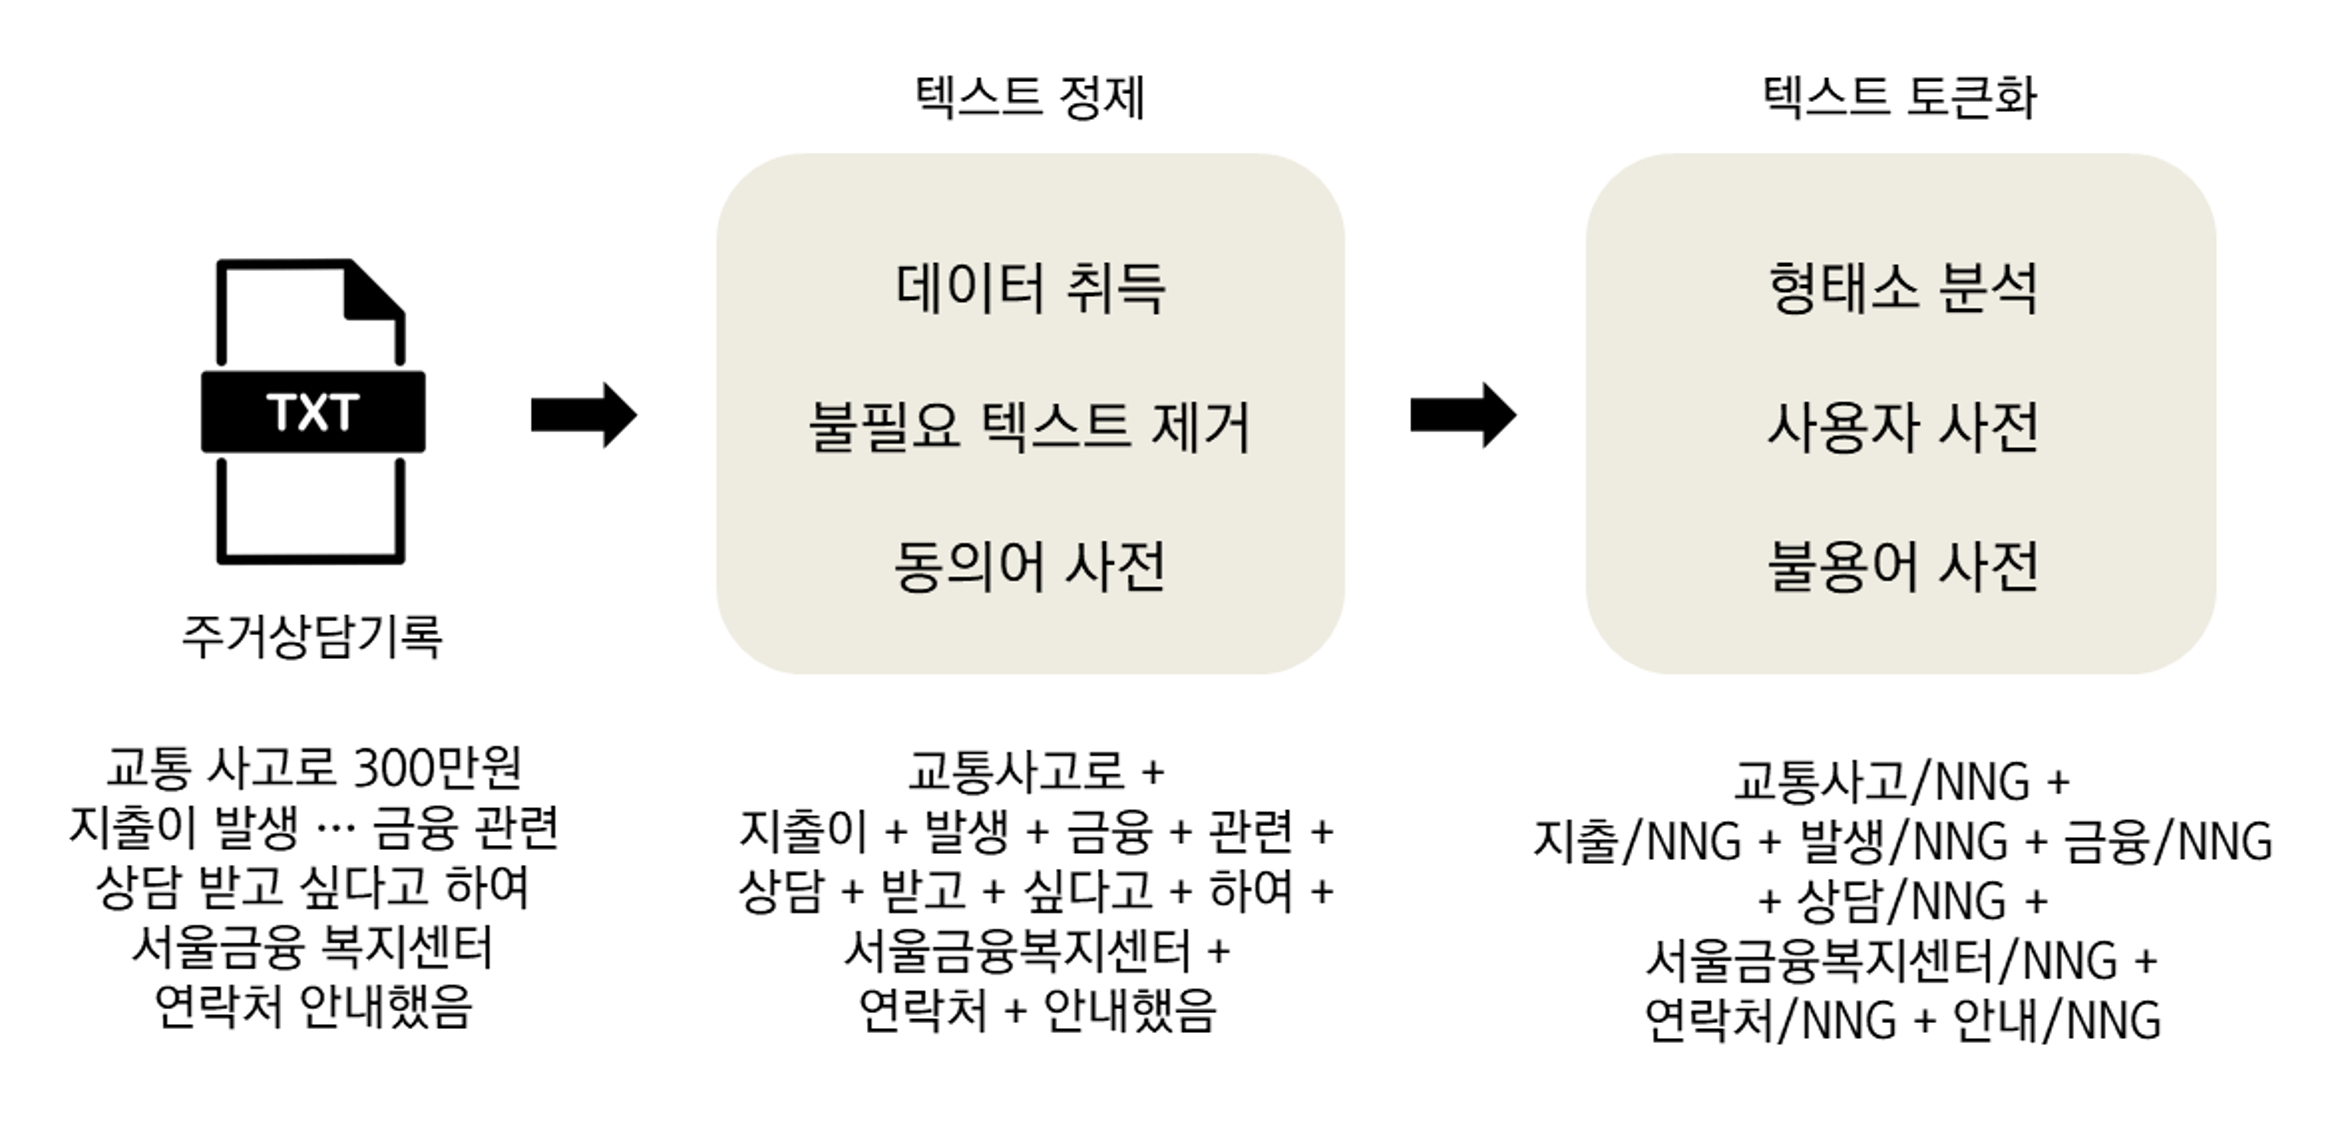 TXT
주거상담기록
교통 사고로 300만원
지출이 발생 ··· 금융 관련
상담 받고 싶다고 하여
서울금융 복지센터
연락처 안내했음
텍스트 정제
데이터 취득
불필요 텍스트 제거
동의어 사전
교통사고로 +
지출이 + 발생 + 금융 + 관련 +
상담 + 받고 + 싶다고 + 하여 +
서울금융복지센터 +
연락처 + 안내했음
텍스트 토큰화
형태소 분석
사용자 사전
불용어 사전
교통사고/NNG +
지출/NNG + 발생/NNG + 금융/NNG
+ 상담/NNG +
서울금융복지센터/NNG +
연락처/NNG + 안내/NNG